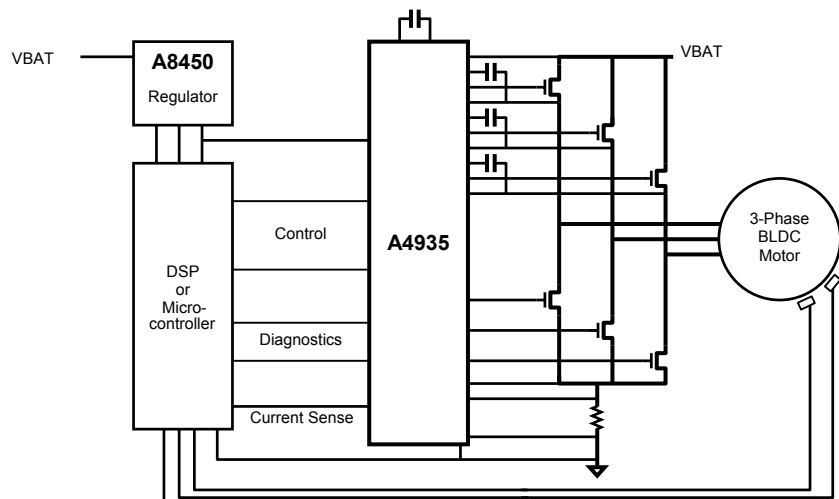 VBAT
A8450
Regulator
VBAT
A4935
3-Phase
BLDC
Motor
Control
DSP
or
Micro-
controller
Diagnostics
Current Sense